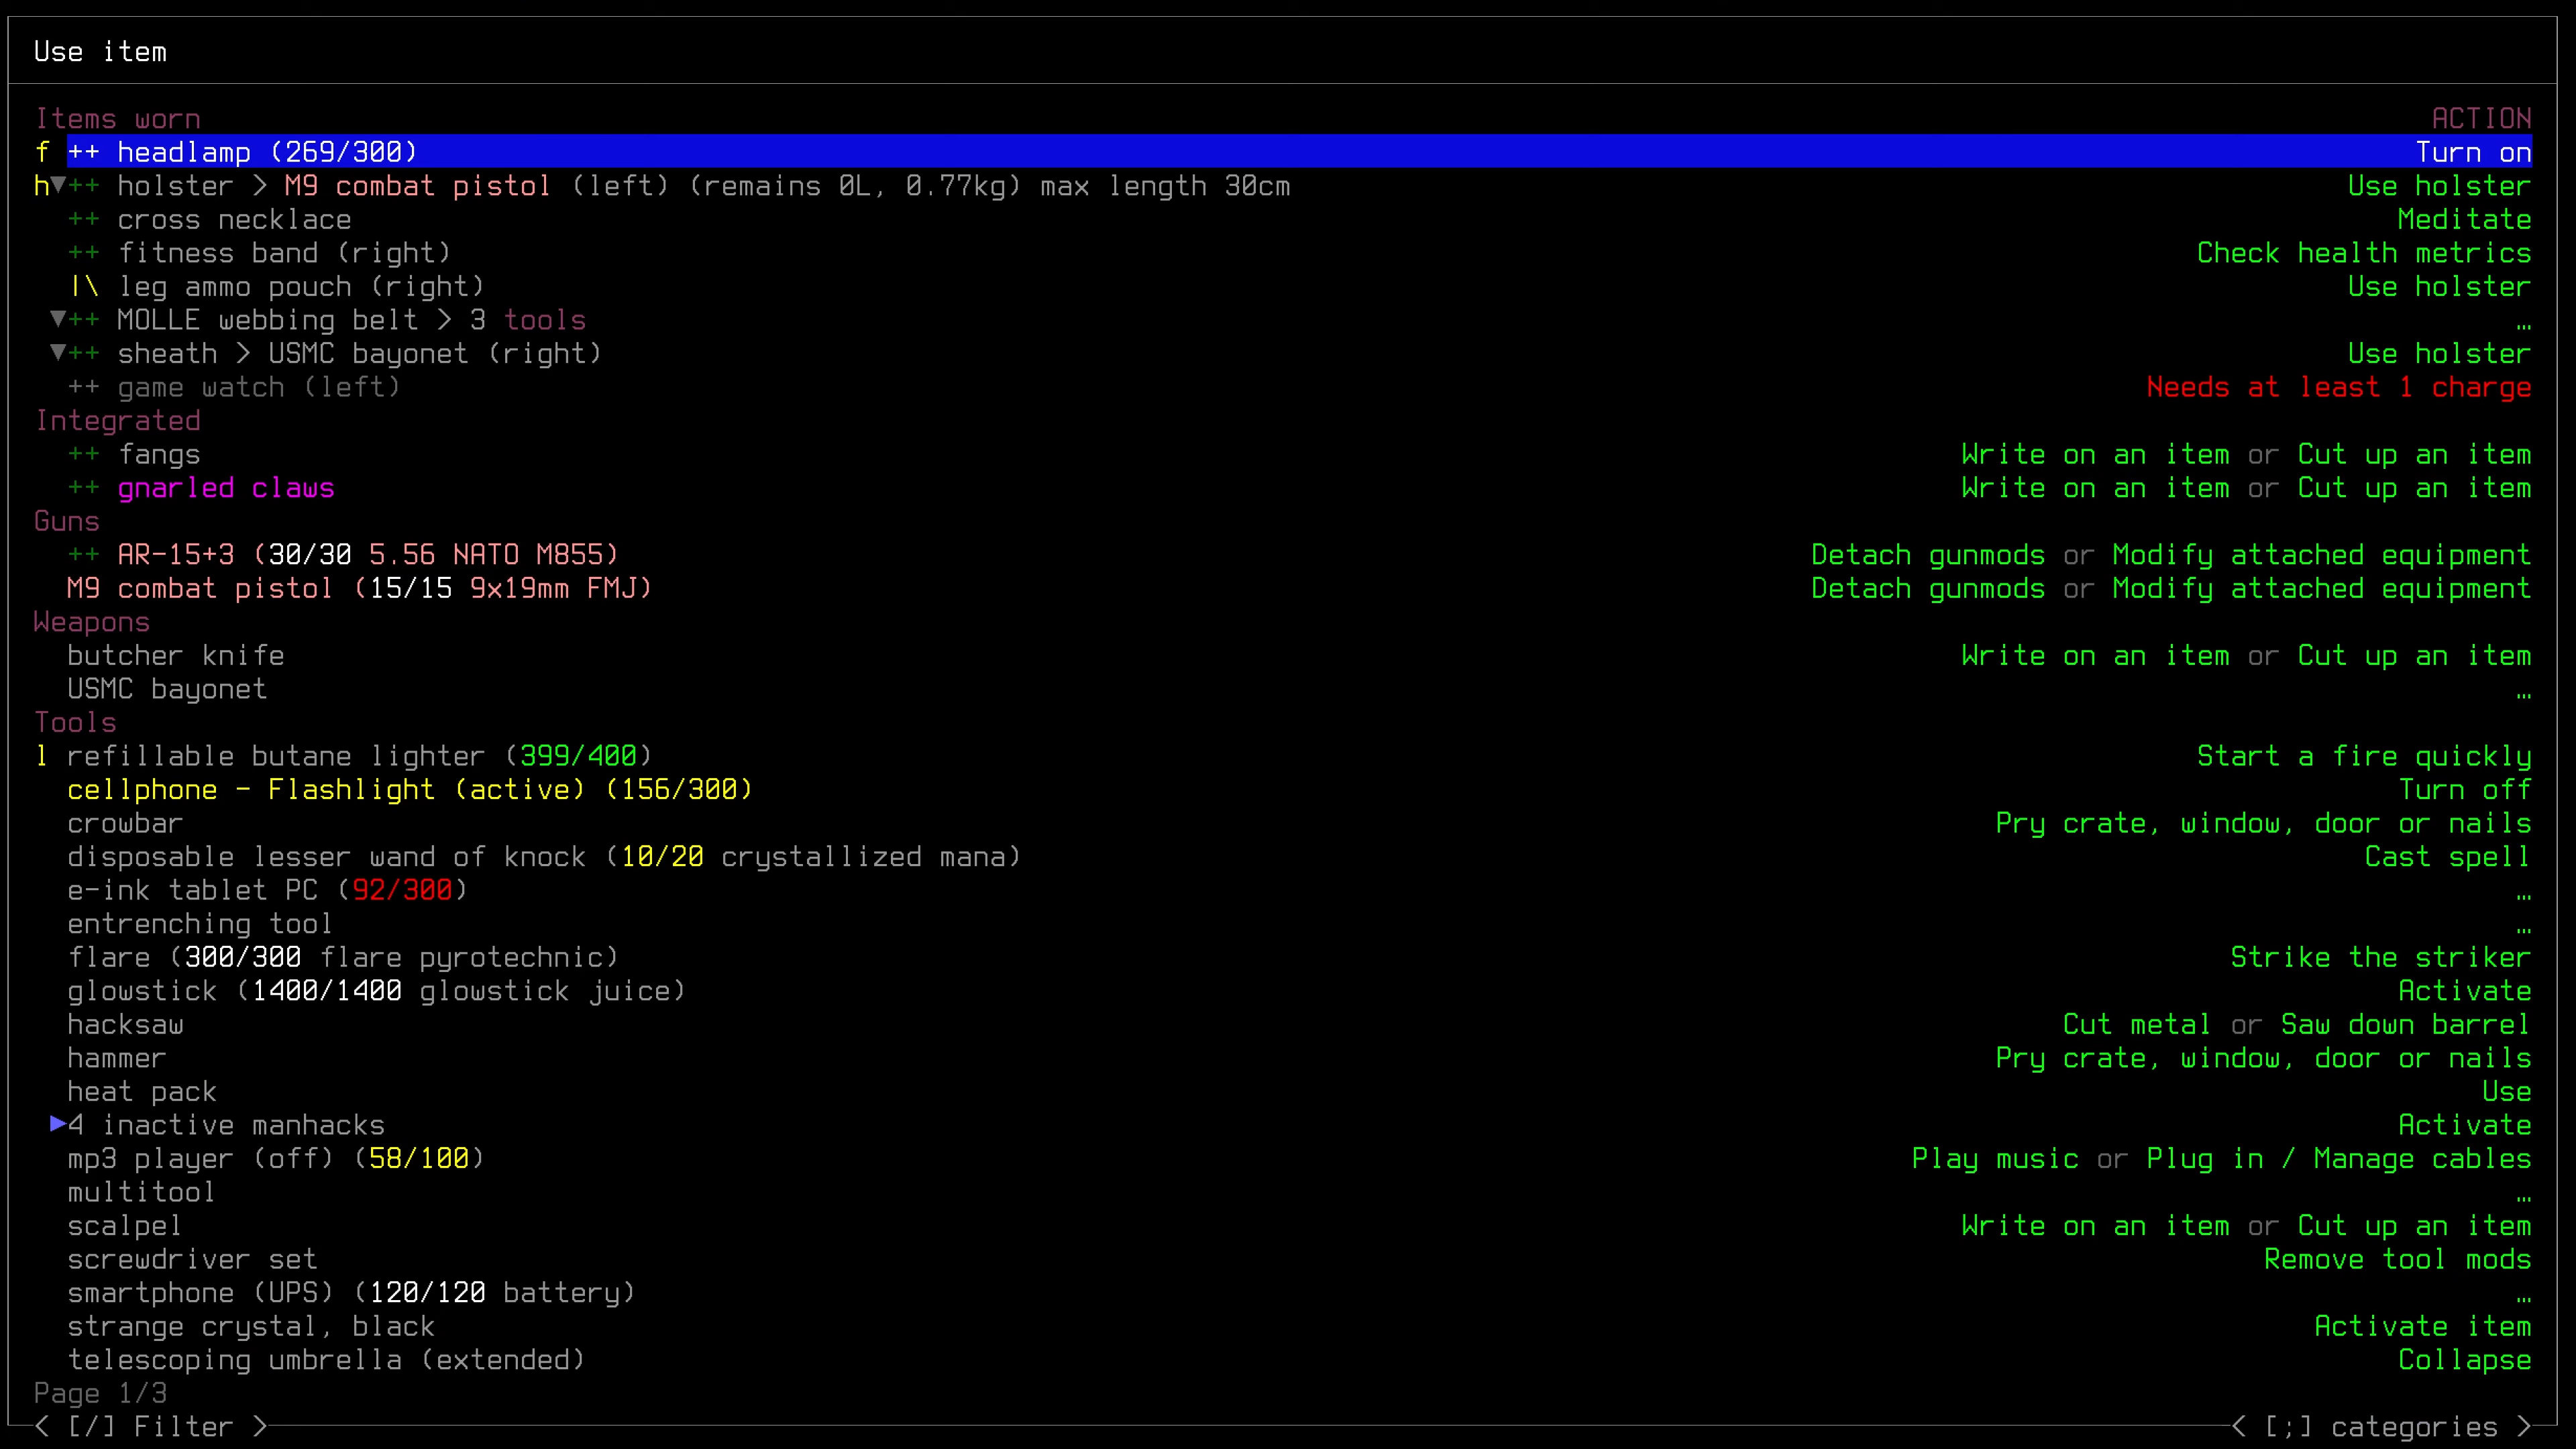 Use item
Items worn ACTION
f ++ headlamp (269/300) Turn on
h▼++ holster > M9 combat pistol (left) (remains 0L, 0.77kg) max length 30cm Use holster
++ cross necklace Meditate
++ fitness band (right) Check health metrics
|\ leg ammo pouch (right) Use holster
▼++ MOLLE webbing belt > 3 tools …
▼++ sheath > USMC bayonet (right) Use holster
++ game watch (left) Needs at least 1 charge
Integrated
++ fangs Write on an item or Cut up an item
++ gnarled claws Write on an item or Cut up an item
Guns
++ AR-15+3 (30/30 5.56 NATO M855) Detach gunmods or Modify attached equipment
M9 combat pistol (15/15 9x19mm FMJ) Detach gunmods or Modify attached equipment
Weapons
butcher knife Write on an item or Cut up an item
USMC bayonet …
Tools
l refillable butane lighter (399/400) Start a fire quickly
cellphone - Flashlight (active) (156/300) Turn off
crowbar Pry crate, window, door or nails
disposable lesser wand of knock (10/20 crystallized mana) Cast spell
e-ink tablet PC (92/300) …
entrenching tool …
flare (300/300 flare pyrotechnic) Strike the striker
glowstick (1400/1400 glowstick juice) Activate
hacksaw Cut metal or Saw down barrel
hammer Pry crate, window, door or nails
heat pack Use
▶4 inactive manhacks Activate
mp3 player (off) (58/100) Play music or Plug in / Manage cables
multitool …
scalpel Write on an item or Cut up an item
screwdriver set Remove tool mods
smartphone (UPS) (120/120 battery) …
strange crystal, black Activate item
telescoping umbrella (extended) Collapse
Page 1/3
< [/] Filter > < [;] categories >